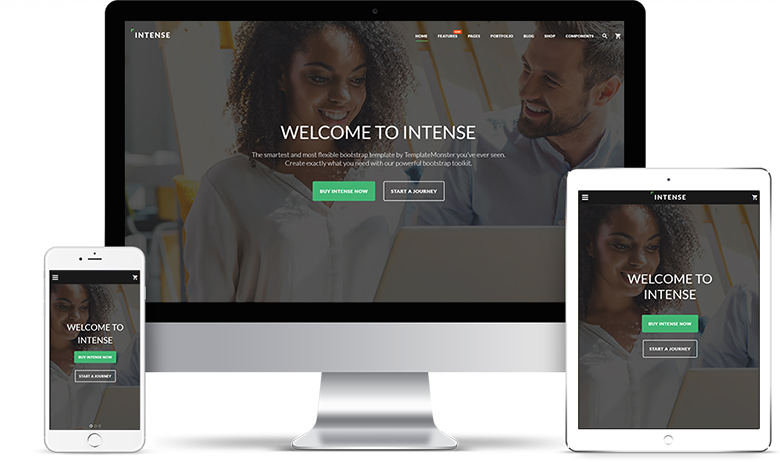 INTENSE
HOME FEATURES PAGES PORTFOLIO BLOG SHOP COMPONENTS
WELCOME TO INTENSE
The smartest and most flexible bootstrap template by TemplateMonster you've ever seen.
Create exactly what you need with our powerful bootstrap toolkit.
BUY INTENSE NOW START A JOURNEY
WELCOME TO
INTENSE
BUY INTENSE NOW
START A JOURNEY
INTENSE
WELCOME TO
INTENSE
BUY INTENSE NOW
START A JOURNEY